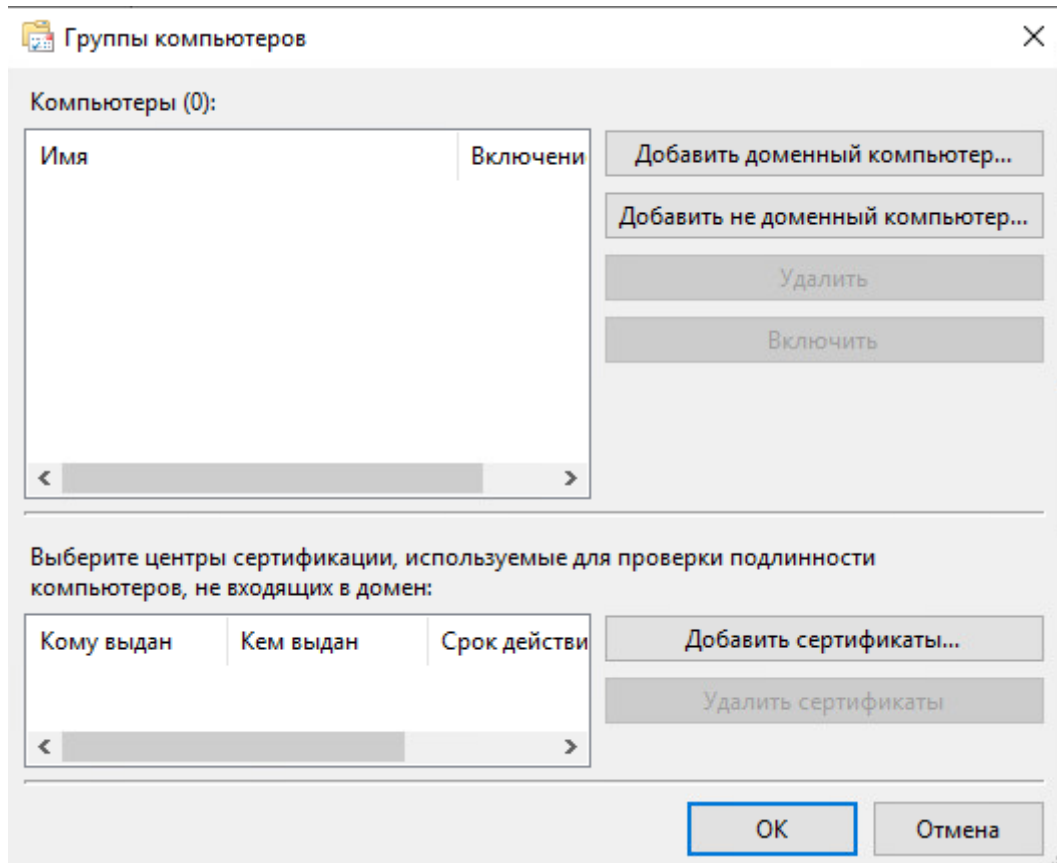 Группы компьютеров
Компьютеры (0):
Имя Включени
Добавить доменный компьютер...
Добавить не доменный компьютер...
Удалить
Включить
Выберите центры сертификации, используемые для проверки подлинности
компьютеров, не входящих в домен:
Кому выдан Кем выдан Срок действи
Добавить сертификаты...
Удалить сертификаты
ОК Отмена